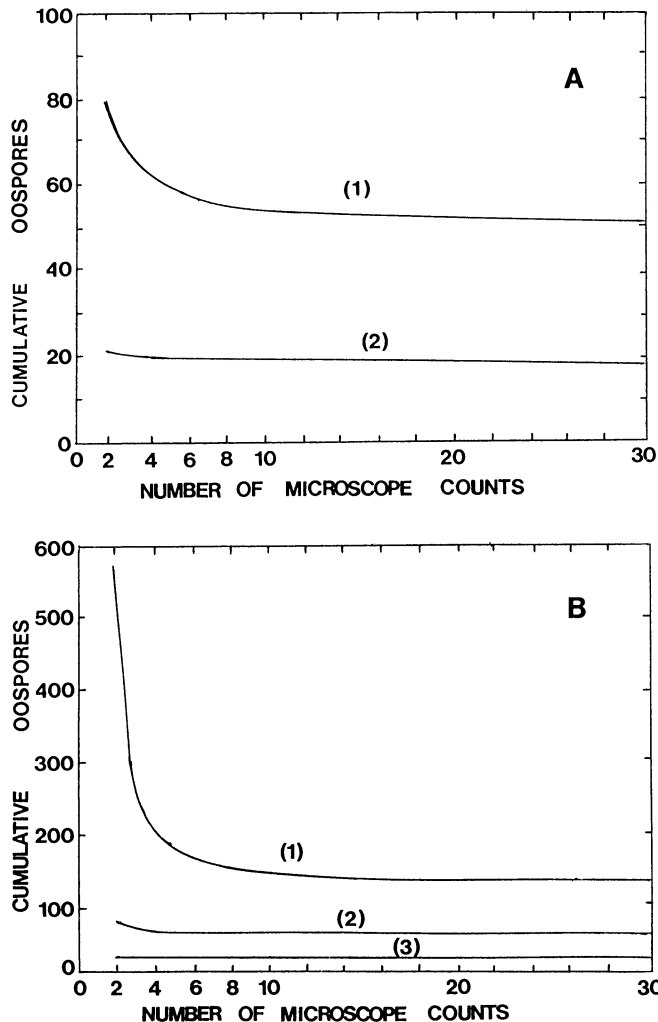 100
A
80
(1)
60
40
(2)
20
0
0 2 4 6 8 10 20 30
CUMULATIVE OOSPORES
NUMBER OF MICROSCOPE COUNTS
600
B
500
400
300
200
(1)
100
(2)
(3)
0
0 2 4 6 8 10 20 30
CUMULATIVE OOSPORES
NUMBER OF MICROSCOPE COUNTS